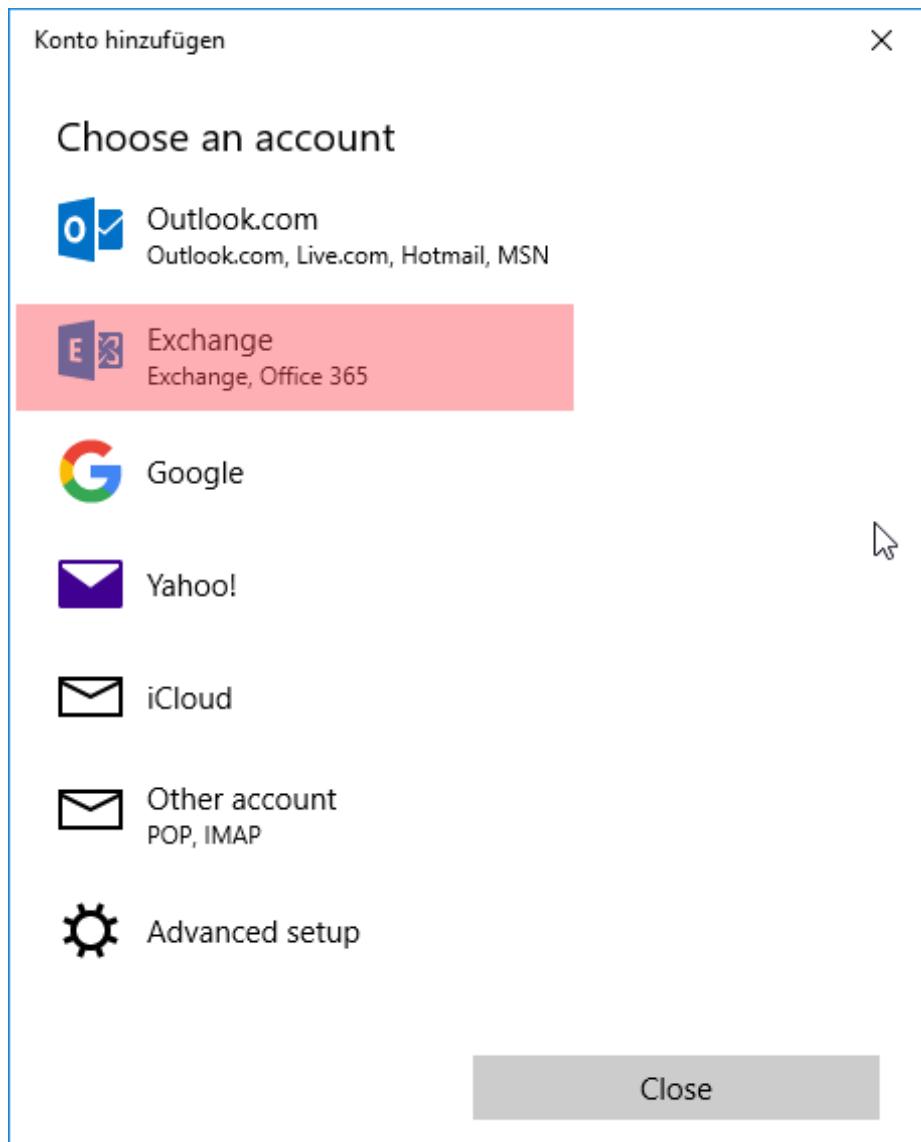 Konto hinzufügen
Choose an account
Outlook.com
Outlook.com, Live.com, Hotmail, MSN
Exchange
Exchange, Office 365
Google
Yahoo!
iCloud
Other account
POP, IMAP
Advanced setup
Close